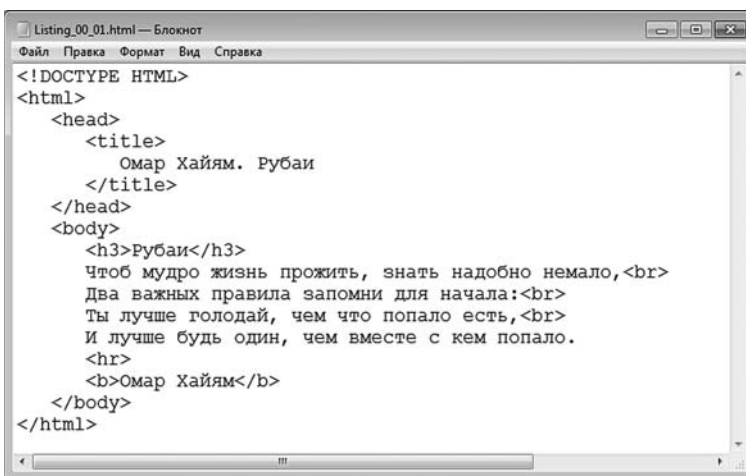 Listing_00_01.html — Блокнот
Файл Правка Формат Вид Справка
<!DOCTYPE HTML>
<html>
   <head>
      <title>
         Омар Хайям. Рубаи
      </title>
   </head>
   <body>
      <h3>Рубаи</h3>
      Чтоб мудро жизнь прожить, знать надобно немало,<br>
      Два важных правила запомни для начала:<br>
      Ты лучше голодай, чем что попало есть,<br>
      И лучше будь один, чем вместе с кем попало.
      <hr>
      <b>Омар Хайям</b>
   </body>
</html>